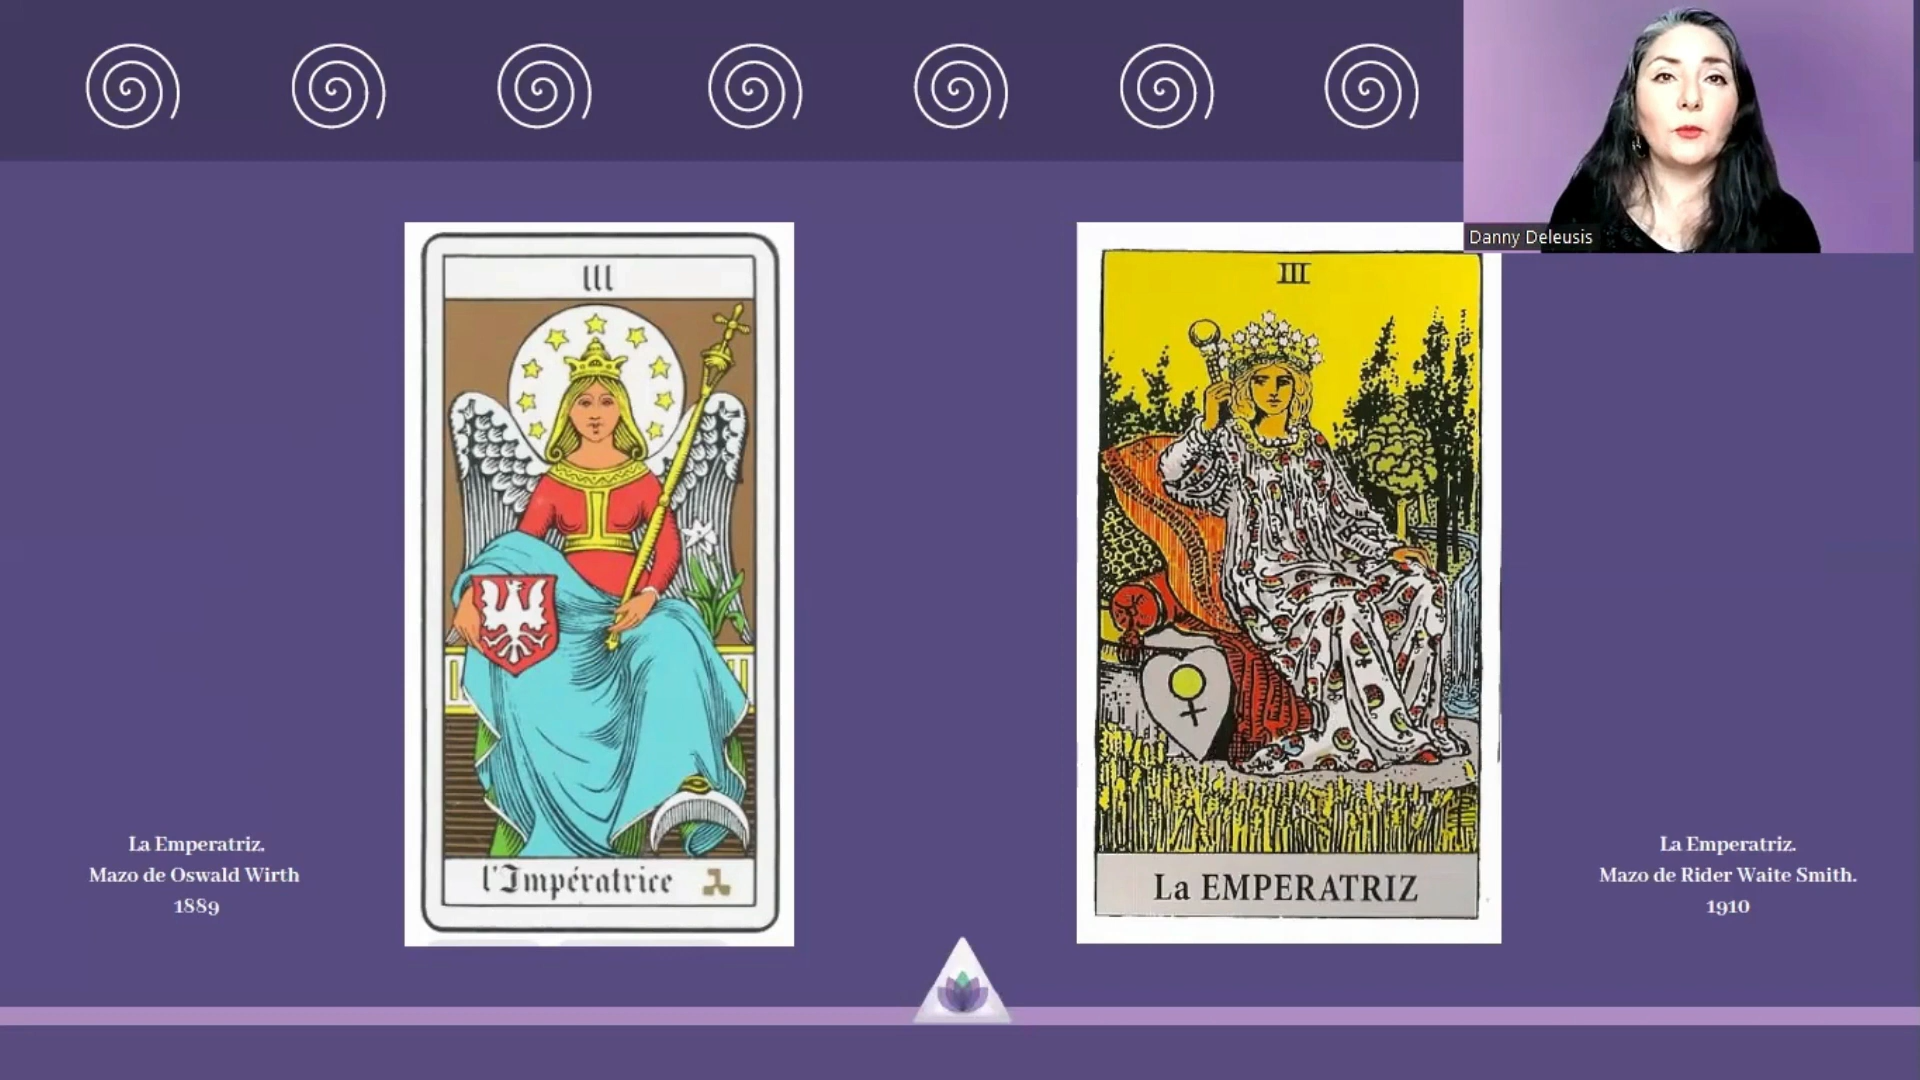 Danny Deleusis
III
l'Impératrice
III
La EMPERATRIZ
La Emperatriz.
Mazo de Oswald Wirth
1889
La Emperatriz.
Mazo de Rider Waite Smith.
1910